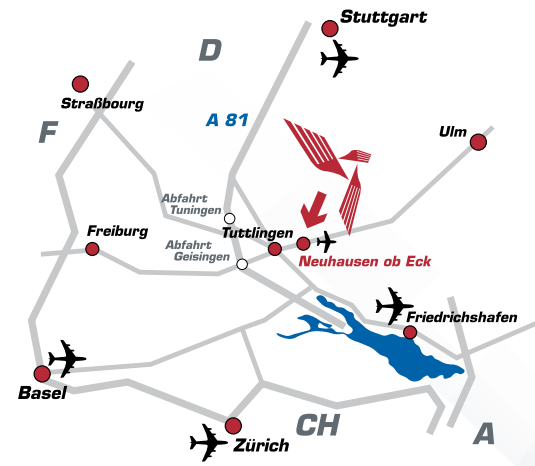 Stuttgart
D
Straßbourg
A 81
F
Ulm
Abfahrt
Tuningen
Freiburg
Tuttlingen
Abfahrt
Geisingen
Neuhausen ob Eck
Friedrichshafen
Basel
CH
A
Zürich